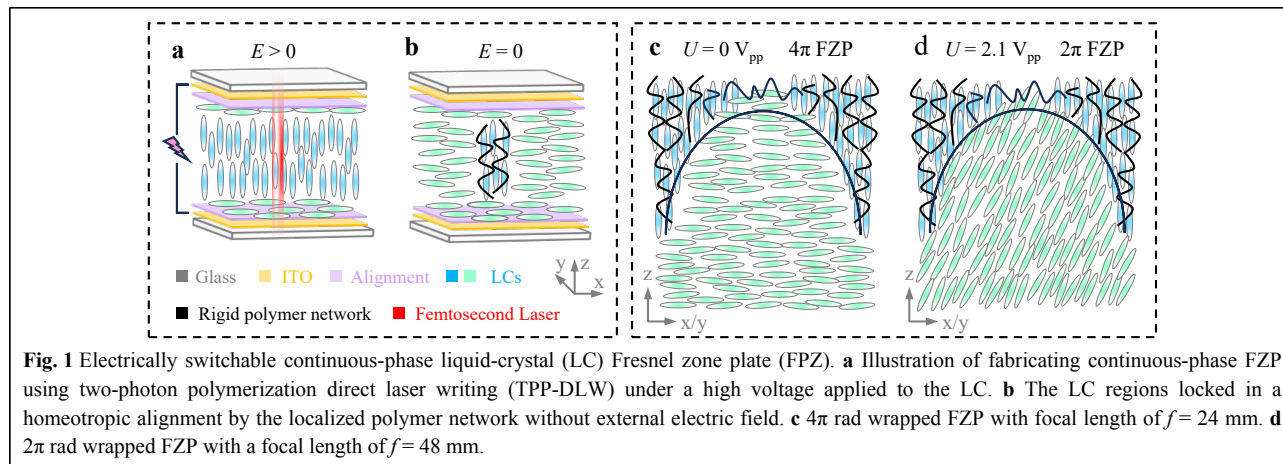 a E > 0 b E = 0 c U = 0 Vpp 4π FZP d U = 2.1 Vpp 2π FZP
Glass ITO Alignment LCs
z
y
x
Rigid polymer network Femtosecond Laser
z
x/y
z
x/y
Fig. 1 Electrically switchable continuous-phase liquid-crystal (LC) Fresnel zone plate (FPZ). a Illustration of fabricating continuous-phase FZP
using two-photon polymerization direct laser writing (TPP-DLW) under a high voltage applied to the LC. b The LC regions locked in a
homeotropic alignment by the localized polymer network without external electric field. c 4π rad wrapped FZP with focal length of f = 24 mm. d
2π rad wrapped FZP with a focal length of f = 48 mm.